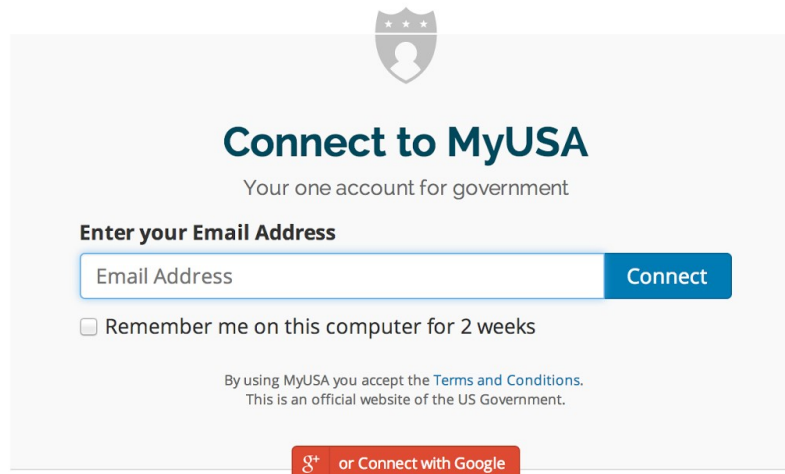 Connect to MyUSA
Your one account for government
Enter your Email Address
Email Address
Connect
Remember me on this computer for 2 weeks
By using MyUSA you accept the Terms and Conditions.
This is an official website of the US Government.
g+ or Connect with Google